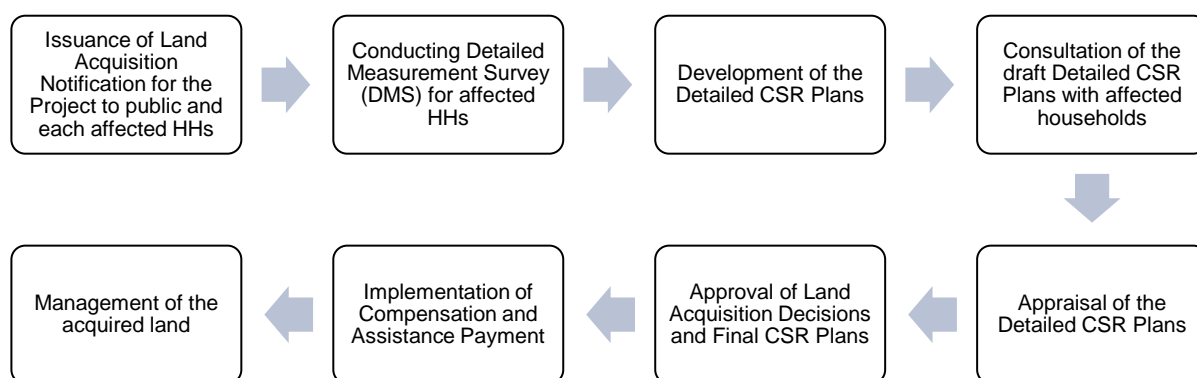 Issuance of Land
Acquisition
Notification for the
Project to public and
each affected HHs
Conducting Detailed
Measurement Survey
(DMS) for affected
HHs
Development of the
Detailed CSR Plans
Consultation of the
draft Detailed CSR
Plans with affected
households
Appraisal of the
Detailed CSR Plans
Approval of Land
Acquisition Decisions
and Final CSR Plans
Implementation of
Compensation and
Assistance Payment
Management of the
acquired land